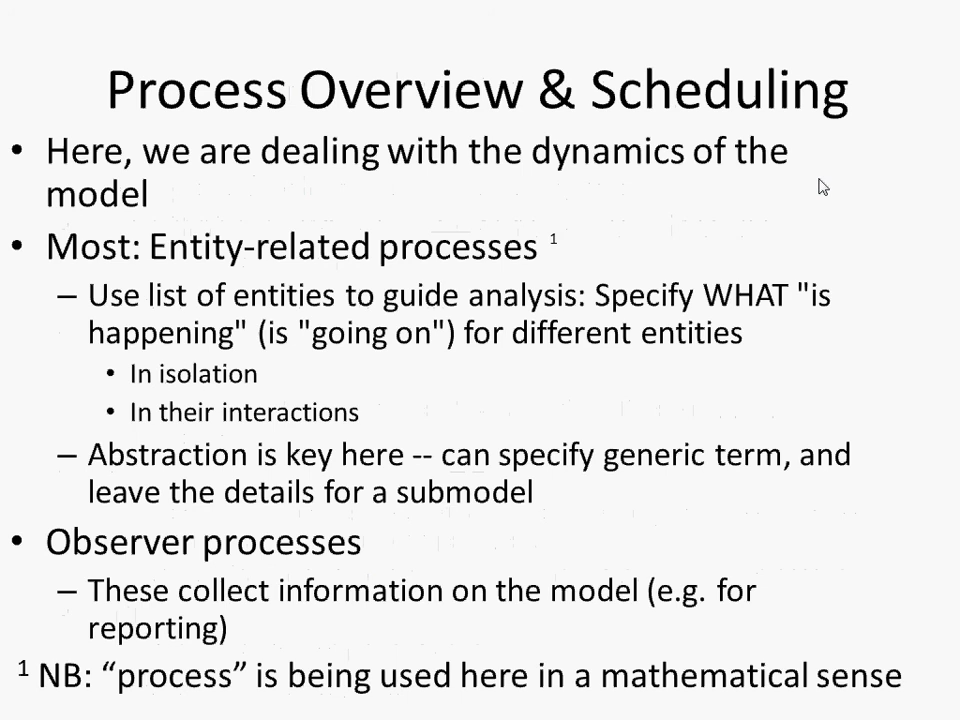 Process Overview & Scheduling
• Here, we are dealing with the dynamics of the
model
• Most: Entity-related processes 1
– Use list of entities to guide analysis: Specify WHAT "is
happening" (is "going on") for different entities
• In isolation
• In their interactions
– Abstraction is key here -- can specify generic term, and
leave the details for a submodel
• Observer processes
– These collect information on the model (e.g. for
reporting)
1 NB: “process” is being used here in a mathematical sense